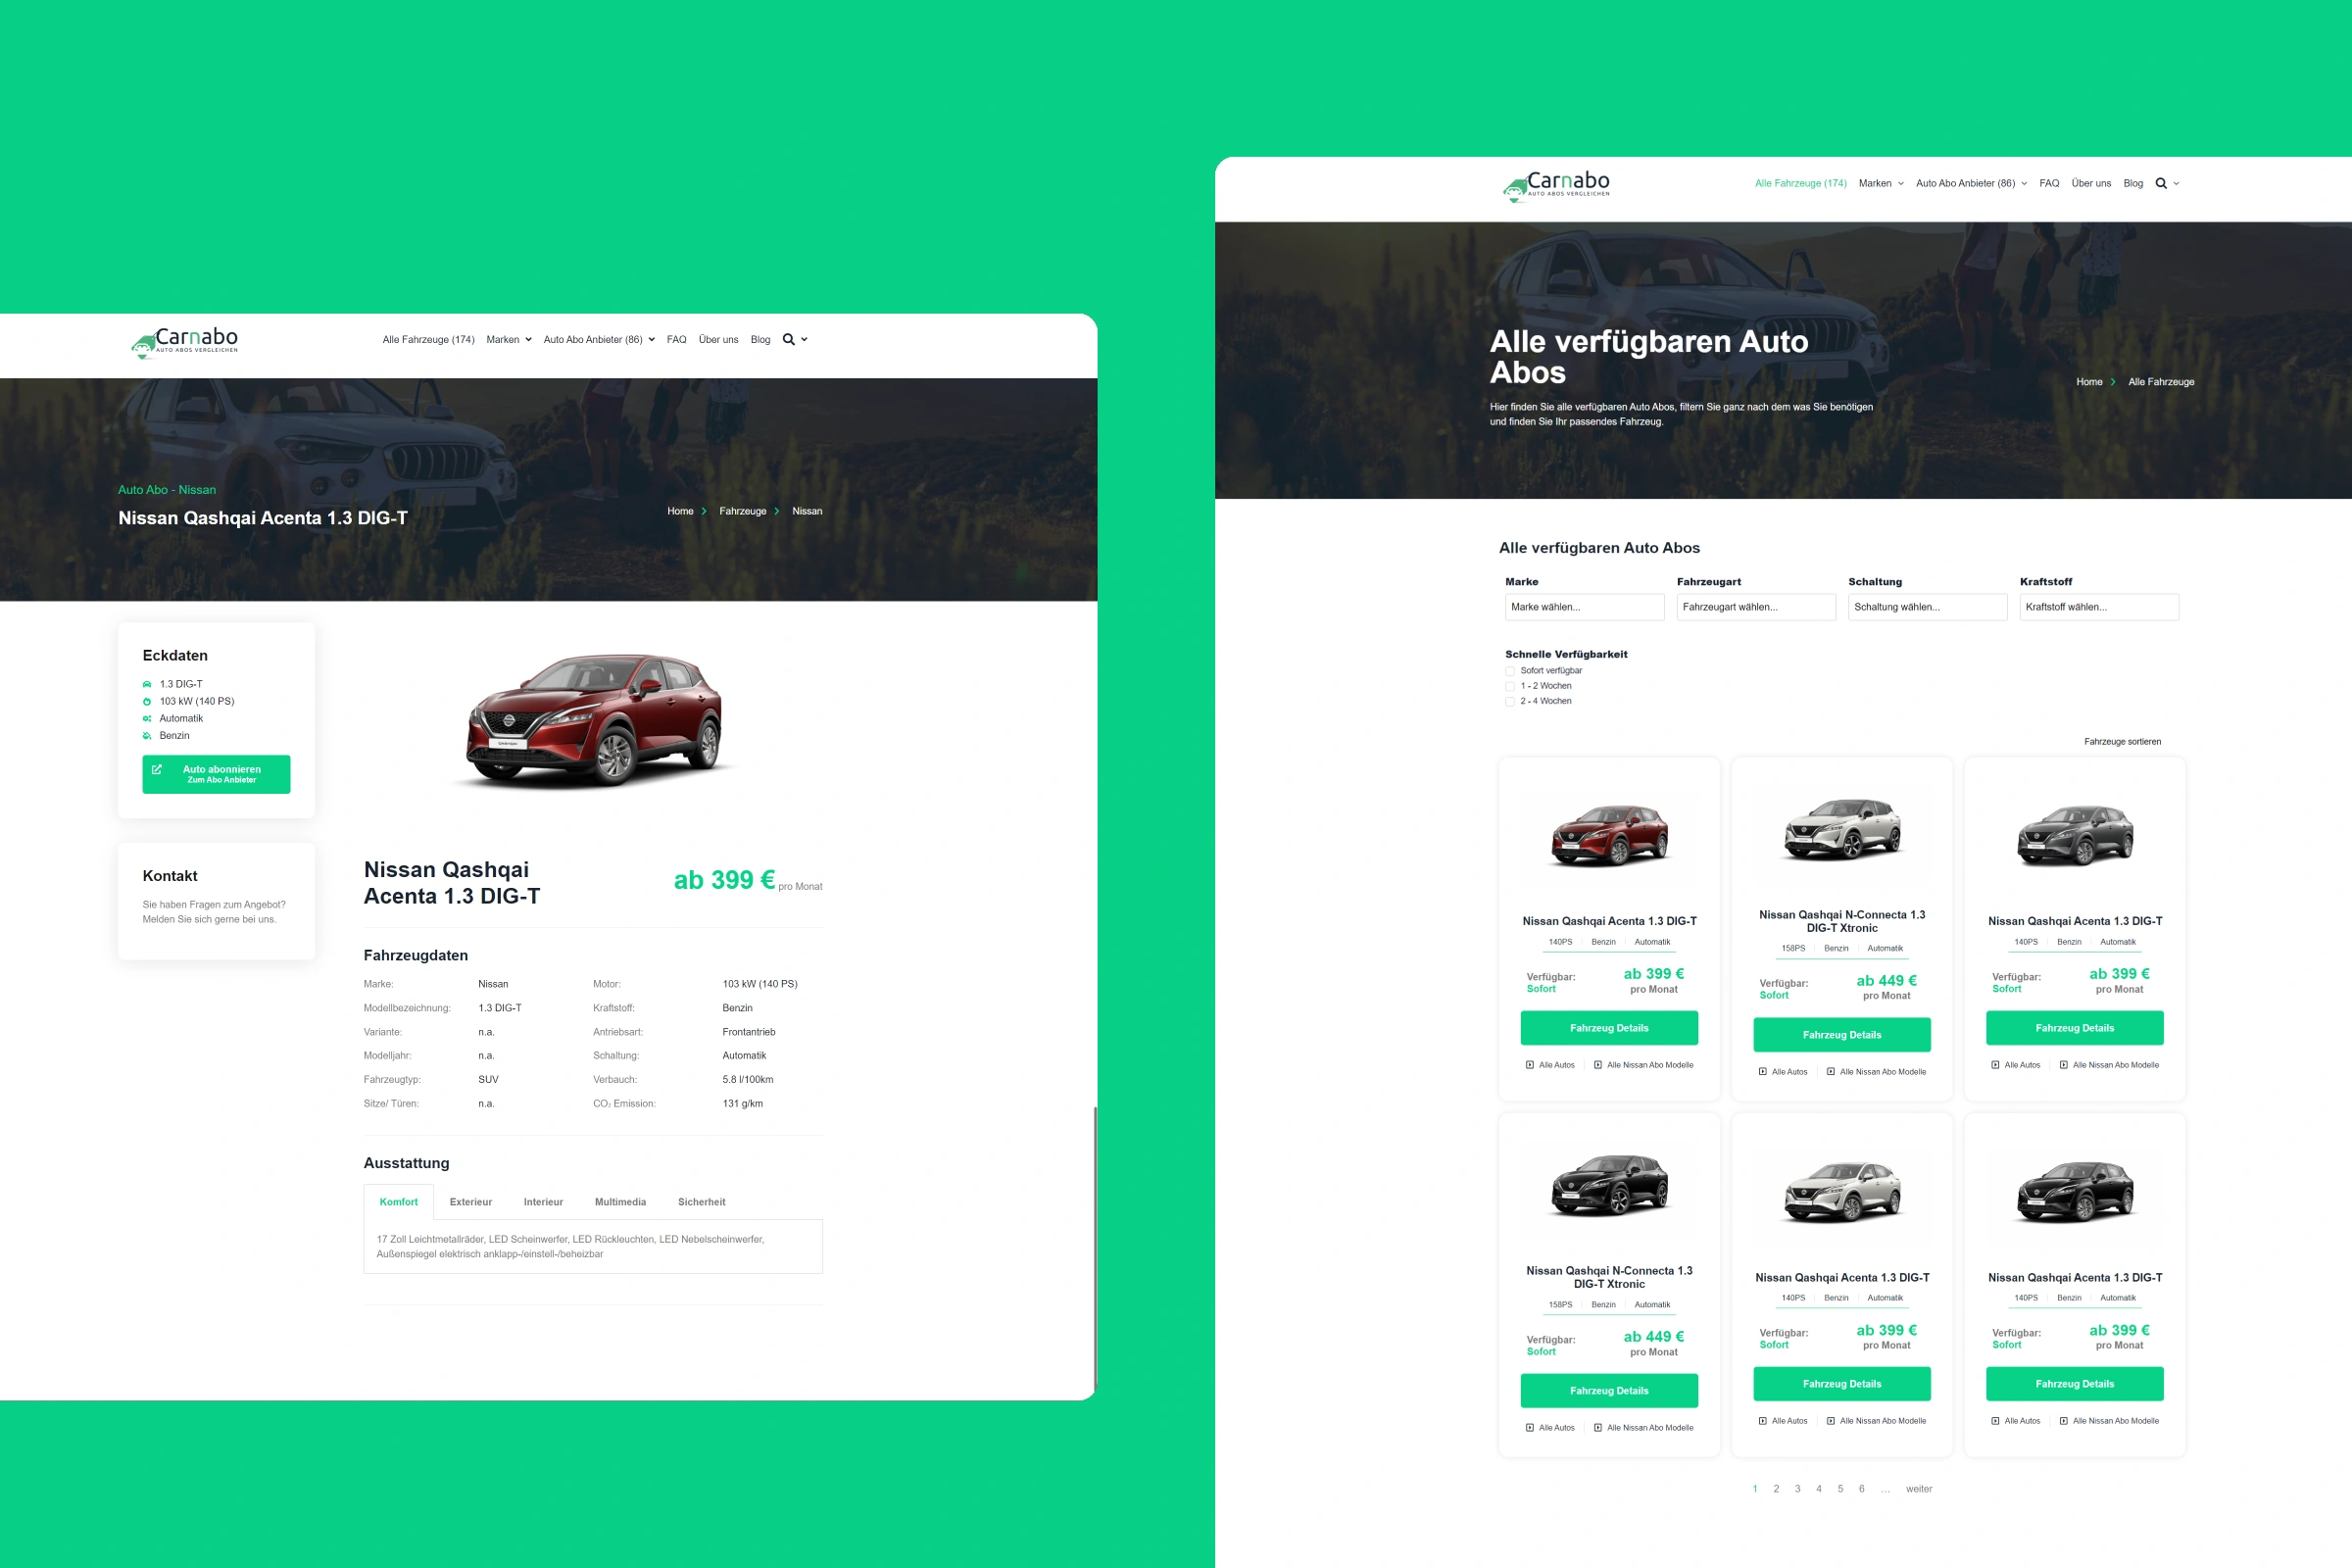 Carnabo
AUTO ABOS VERGLEICHEN
Alle Fahrzeuge (174) Marken Auto Abo Anbieter (86) FAQ Über uns Blog
Auto Abo - Nissan
Nissan Qashqai Acenta 1.3 DIG-T
Home Fahrzeuge Nissan
Eckdaten
1.3 DIG-T
103 kW (140 PS)
Automatik
Benzin
Auto abonnieren
Zum Abo Anbieter
Kontakt
Sie haben Fragen zum Angebot?
Melden Sie sich gerne bei uns.
Nissan Qashqai
Acenta 1.3 DIG-T
ab 399 € pro Monat
Fahrzeugdaten
Marke: Nissan Motor: 103 kW (140 PS)
Modellbezeichnung: 1.3 DIG-T Kraftstoff: Benzin
Variante: n.a. Antriebsart: Frontantrieb
Modelljahr: n.a. Schaltung: Automatik
Fahrzeugtyp: SUV Verbauch: 5.8 l/100km
Sitze/ Türen: n.a. CO₂ Emission: 131 g/km
Ausstattung
Komfort Exterieur Interieur Multimedia Sicherheit
17 Zoll Leichtmetallräder, LED Scheinwerfer, LED Rückleuchten, LED Nebelscheinwerfer,
Außenspiegel elektrisch anklapp-/einstell-/beheizbar
Carnabo
AUTO ABOS VERGLEICHEN
Alle Fahrzeuge (174) Marken Auto Abo Anbieter (86) FAQ Über uns Blog
Alle verfügbaren Auto
Abos
Hier finden Sie alle verfügbaren Auto Abos, filtern Sie ganz nach dem was Sie benötigen
und finden Sie Ihr passendes Fahrzeug.
Home Alle Fahrzeuge
Alle verfügbaren Auto Abos
Marke Fahrzeugart Schaltung Kraftstoff
Marke wählen... Fahrzeugart wählen... Schaltung wählen... Kraftstoff wählen...
Schnelle Verfügbarkeit
Sofort verfügbar
1 - 2 Wochen
2 - 4 Wochen
Fahrzeuge sortieren
Nissan Qashqai Acenta 1.3 DIG-T
140PS Benzin Automatik
Verfügbar:
Sofort
ab 399 €
pro Monat
Fahrzeug Details
Alle Autos Alle Nissan Abo Modelle
Nissan Qashqai N-Connecta 1.3
DIG-T Xtronic
158PS Benzin Automatik
Verfügbar:
Sofort
ab 449 €
pro Monat
Fahrzeug Details
Alle Autos Alle Nissan Abo Modelle
Nissan Qashqai Acenta 1.3 DIG-T
140PS Benzin Automatik
Verfügbar:
Sofort
ab 399 €
pro Monat
Fahrzeug Details
Alle Autos Alle Nissan Abo Modelle
Nissan Qashqai N-Connecta 1.3
DIG-T Xtronic
158PS Benzin Automatik
Verfügbar:
Sofort
ab 449 €
pro Monat
Fahrzeug Details
Alle Autos Alle Nissan Abo Modelle
Nissan Qashqai Acenta 1.3 DIG-T
140PS Benzin Automatik
Verfügbar:
Sofort
ab 399 €
pro Monat
Fahrzeug Details
Alle Autos Alle Nissan Abo Modelle
Nissan Qashqai Acenta 1.3 DIG-T
140PS Benzin Automatik
Verfügbar:
Sofort
ab 399 €
pro Monat
Fahrzeug Details
Alle Autos Alle Nissan Abo Modelle
1 2 3 4 5 6 … weiter